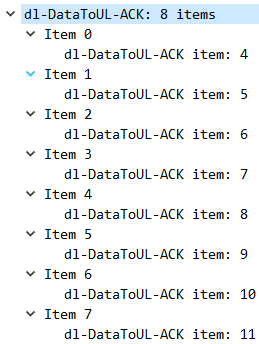 dl-DataToUL-ACK: 8 items
Item 0
dl-DataToUL-ACK item: 4
Item 1
dl-DataToUL-ACK item: 5
Item 2
dl-DataToUL-ACK item: 6
Item 3
dl-DataToUL-ACK item: 7
Item 4
dl-DataToUL-ACK item: 8
Item 5
dl-DataToUL-ACK item: 9
Item 6
dl-DataToUL-ACK item: 10
Item 7
dl-DataToUL-ACK item: 11